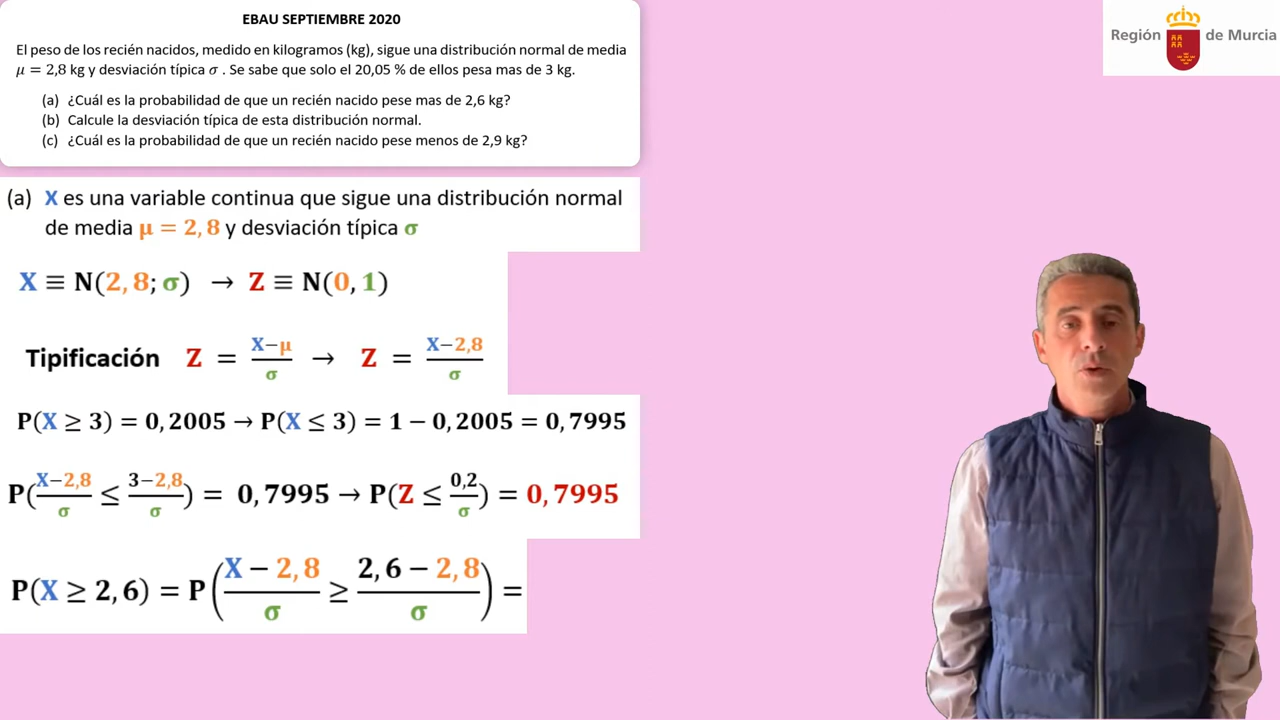 EBAU SEPTIEMBRE 2020
El peso de los recién nacidos, medido en kilogramos (kg), sigue una distribución normal de media
μ = 2,8 kg y desviación típica σ . Se sabe que solo el 20,05 % de ellos pesa mas de 3 kg.
(a) ¿Cuál es la probabilidad de que un recién nacido pese mas de 2,6 kg?
(b) Calcule la desviación típica de esta distribución normal.
(c) ¿Cuál es la probabilidad de que un recién nacido pese menos de 2,9 kg?
Región de Murcia
(a) X es una variable continua que sigue una distribución normal
de media μ = 2,8 y desviación típica σ
X ≡ N(2,8; σ) → Z ≡ N(0,1)
Tipificación Z = (X−μ)/σ → Z = (X−2,8)/σ
P(X ≥ 3) = 0,2005 → P(X ≤ 3) = 1 − 0,2005 = 0,7995
P((X−2,8)/σ ≤ (3−2,8)/σ) = 0,7995 → P(Z ≤ 0,2/σ) = 0,7995
P(X ≥ 2,6) = P((X − 2,8)/σ ≥ (2,6 − 2,8)/σ) =